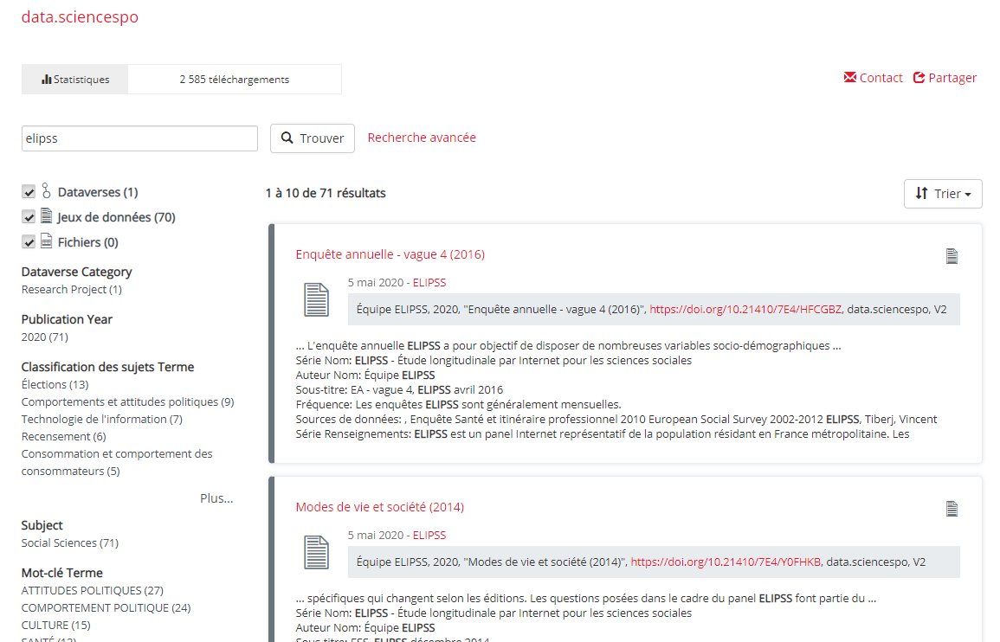 data.sciencespo
Statistiques
2 585 téléchargements
Contact
Partager
elipss
Trouver
Recherche avancée
Dataverses (1)
Jeux de données (70)
Fichiers (0)
Dataverse Category
Research Project (1)
Publication Year
2020 (71)
Classification des sujets Terme
Élections (13)
Comportements et attitudes politiques (9)
Technologie de l'information (7)
Recensement (6)
Consommation et comportement des
consommateurs (5)
Plus...
Subject
Social Sciences (71)
Mot-clé Terme
ATTITUDES POLITIQUES (27)
COMPORTEMENT POLITIQUE (24)
CULTURE (15)
SANTÉ (12)
1 à 10 de 71 résultats
Trier
Enquête annuelle - vague 4 (2016)
5 mai 2020 - ELIPSS
Équipe ELIPSS, 2020, "Enquête annuelle - vague 4 (2016)", https://doi.org/10.21410/7E4/HFCGBZ, data.sciencespo, V2
... L'enquête annuelle ELIPSS a pour objectif de disposer de nombreuses variables socio-démographiques ...
Série Nom: ELIPSS - Étude longitudinale par Internet pour les sciences sociales
Auteur Nom: Équipe ELIPSS
Sous-titre: EA - vague 4, ELIPSS avril 2016
Fréquence: Les enquêtes ELIPSS sont généralement mensuelles.
Sources de données: , Enquête Santé et itinéraire professionnel 2010 European Social Survey 2002-2012 ELIPSS, Tiberj, Vincent
Série Renseignements: ELIPSS est un panel Internet représentatif de la population résidant en France métropolitaine. Les
Modes de vie et société (2014)
5 mai 2020 - ELIPSS
Équipe ELIPSS, 2020, "Modes de vie et société (2014)", https://doi.org/10.21410/7E4/Y0FHKB, data.sciencespo, V2
... spécifiques qui changent selon les éditions. Les questions posées dans le cadre du panel ELIPSS font partie du ...
Série Nom: ELIPSS - Étude longitudinale par Internet pour les sciences sociales
Auteur Nom: Équipe ELIPSS
Sous-titre: ESS, ELIPSS décembre 2014